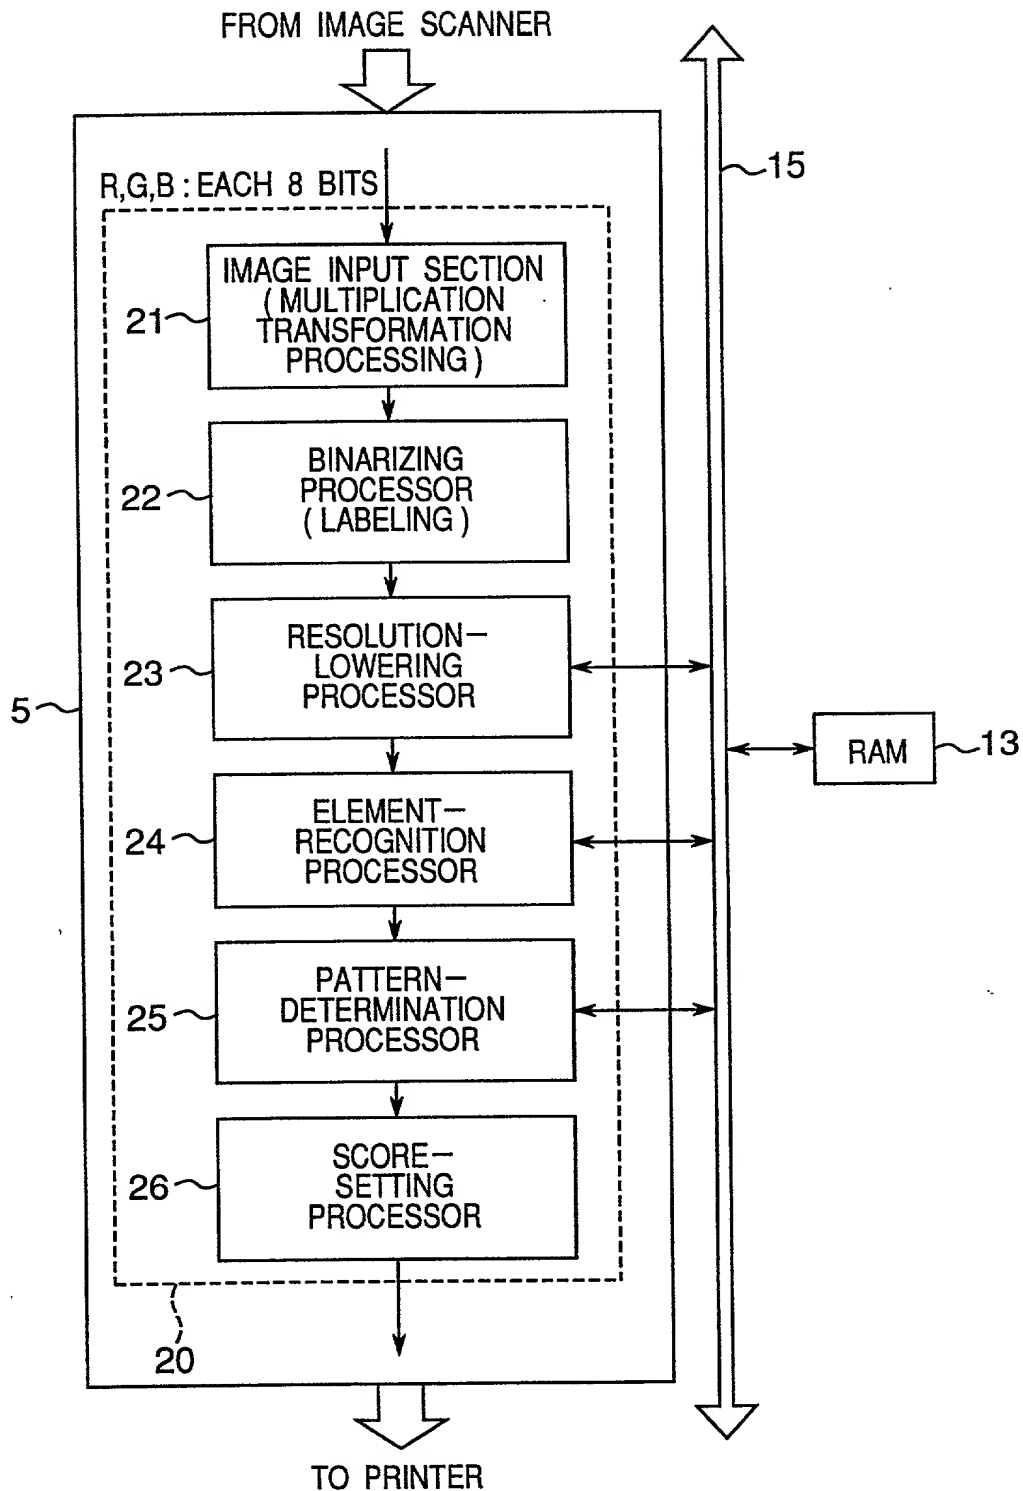 FROM IMAGE SCANNER
15
R,G,B : EACH 8 BITS
IMAGE INPUT SECTION
( MULTIPLICATION
TRANSFORMATION
PROCESSING )
21
BINARIZING
PROCESSOR
( LABELING )
22
RESOLUTION–
LOWERING
PROCESSOR
23
5
RAM
13
ELEMENT–
RECOGNITION
PROCESSOR
24
PATTERN–
DETERMINATION
PROCESSOR
25
SCORE–
SETTING
PROCESSOR
26
20
TO PRINTER